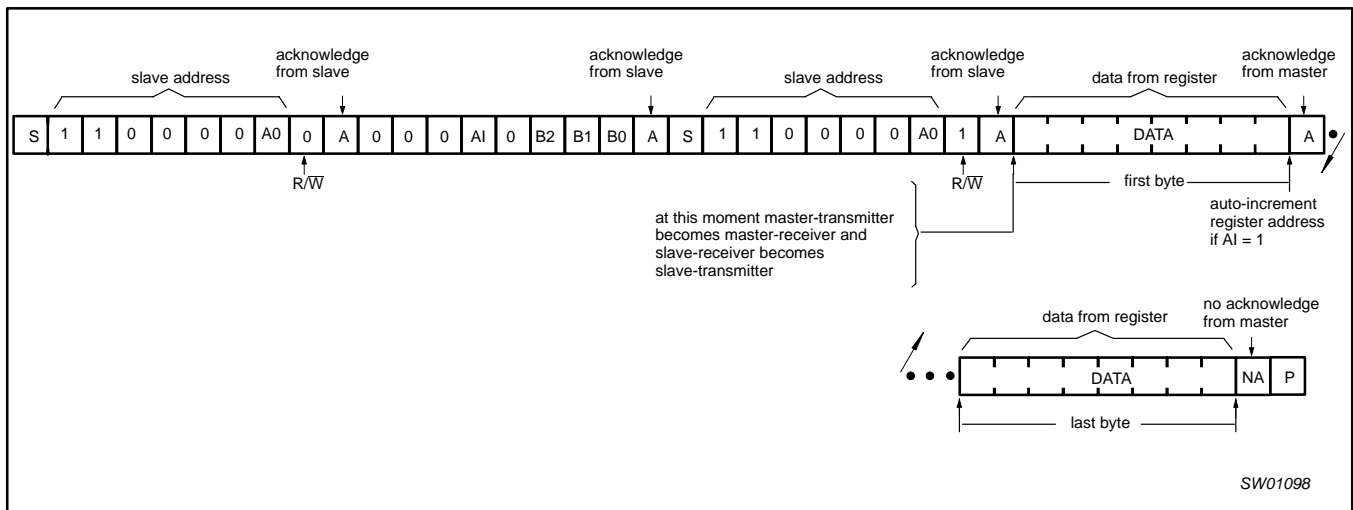 acknowledge
from slave
acknowledge
from slave
acknowledge
from slave
acknowledge
from master
slave address
slave address
data from register
S 1 1 0 0 0 0 A0 0 A 0 0 0 AI 0 B2 B1 B0 A S 1 1 0 0 0 0 A0 1 A DATA A
R/W̅
R/W̅
first byte
at this moment master-transmitter
becomes master-receiver and
slave-receiver becomes
slave-transmitter
auto-increment
register address
if AI = 1
data from register
no acknowledge
from master
DATA NA P
last byte
SW01098